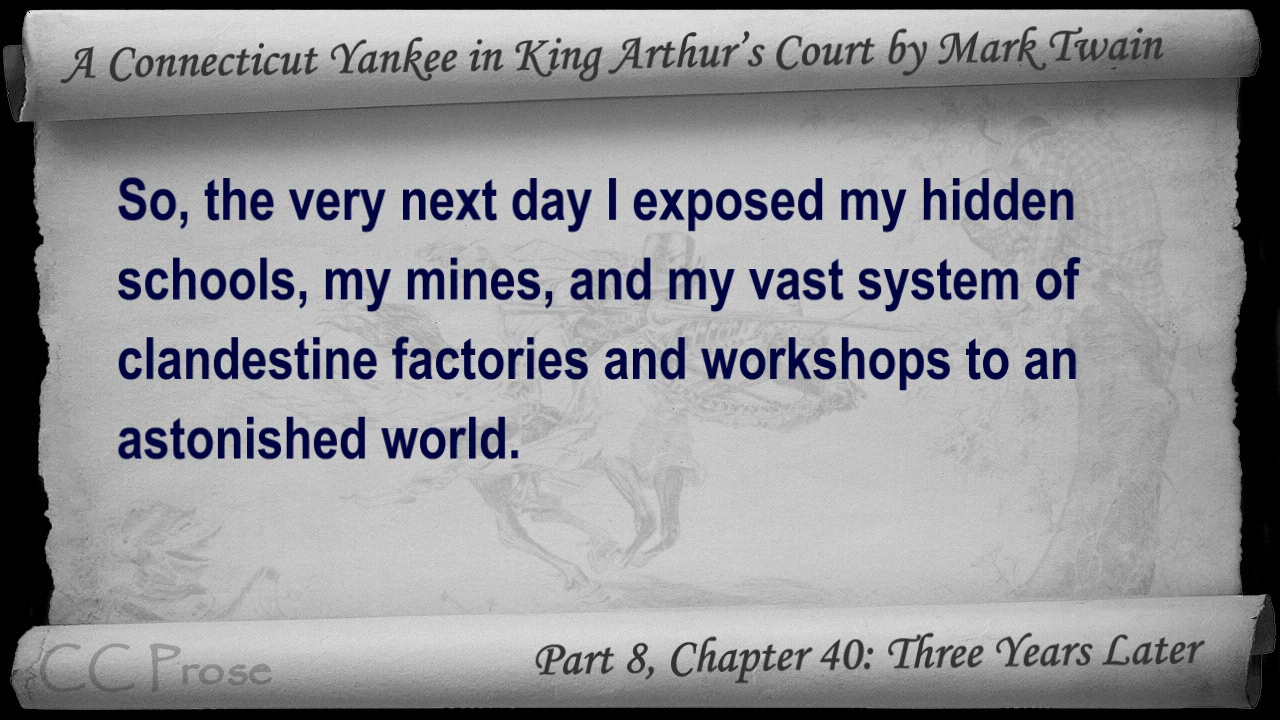 A Connecticut Yankee in King Arthur's Court by Mark Twain
So, the very next day I exposed my hidden
schools, my mines, and my vast system of
clandestine factories and workshops to an
astonished world.
CC Prose
Part 8, Chapter 40: Three Years Later